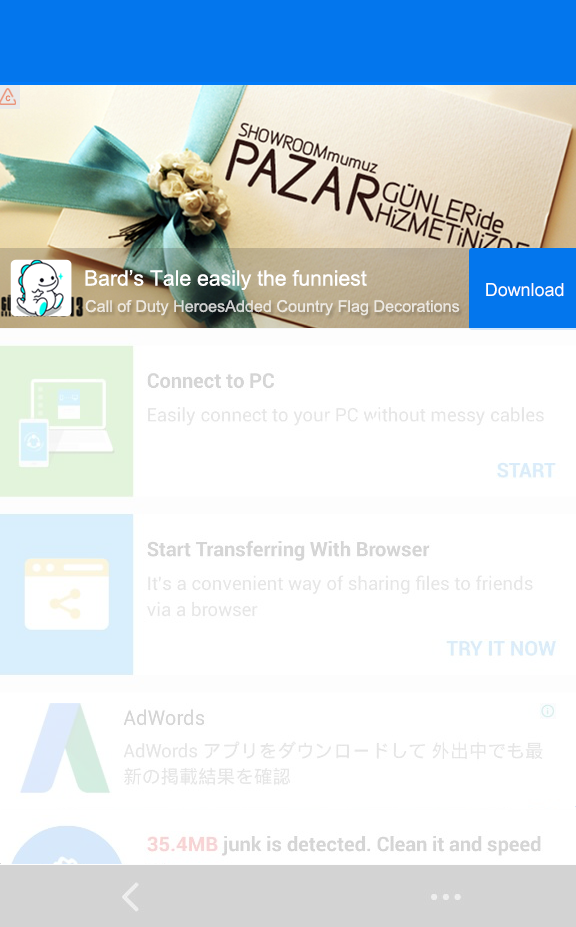 SHOWROOMmumuz
PAZAR GÜNLERide
HiZMETiNiZDE
Bard's Tale easily the funniest
Call of Duty HeroesAdded Country Flag Decorations
Download
Connect to PC
Easily connect to your PC without messy cables
START
Start Transferring With Browser
It's a convenient way of sharing files to friends
via a browser
TRY IT NOW
AdWords
AdWords アプリをダウンロードして 外出中でも最
新の掲載結果を確認
35.4MB junk is detected. Clean it and speed